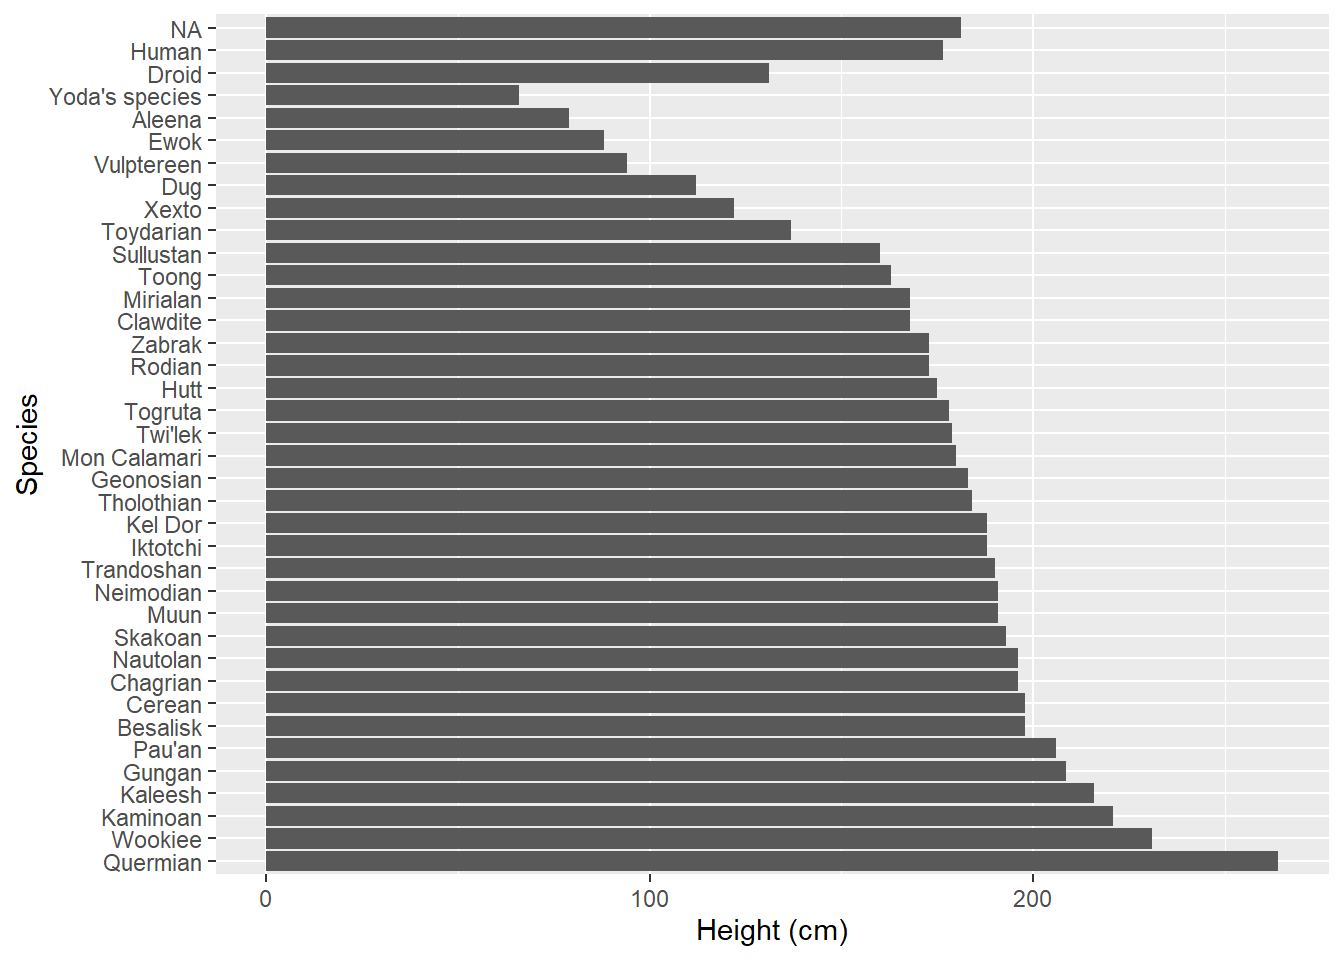 NA
Human
Droid
Yoda's species
Aleena
Ewok
Vulptereen
Dug
Xexto
Toydarian
Sullustan
Toong
Mirialan
Clawdite
Zabrak
Rodian
Hutt
Togruta
Twi'lek
Mon Calamari
Geonosian
Tholothian
Kel Dor
Iktotchi
Trandoshan
Neimodian
Muun
Skakoan
Nautolan
Chagrian
Cerean
Besalisk
Pau'an
Gungan
Kaleesh
Kaminoan
Wookiee
Quermian
Species
0 100 200
Height (cm)